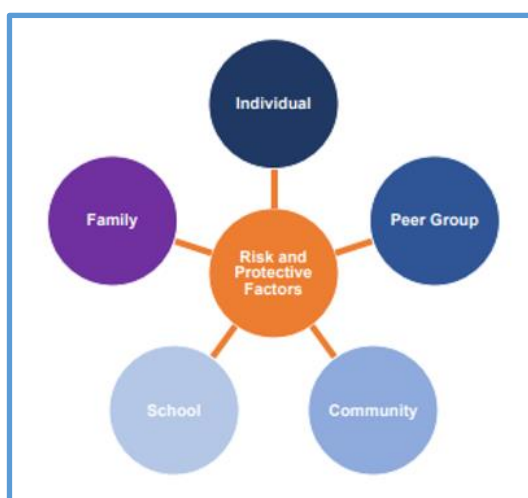 Individual
Family
Peer Group
Risk and
Protective
Factors
School
Community